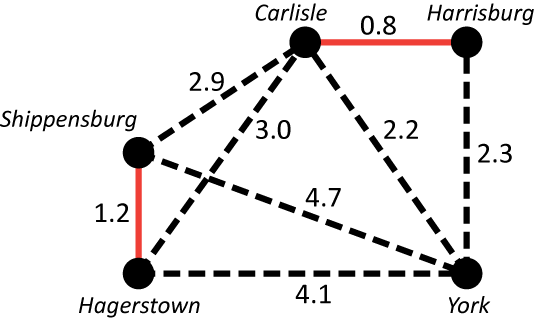 Carlisle
Harrisburg
0.8
2.9
Shippensburg
3.0
2.2
2.3
4.7
1.2
4.1
Hagerstown
York